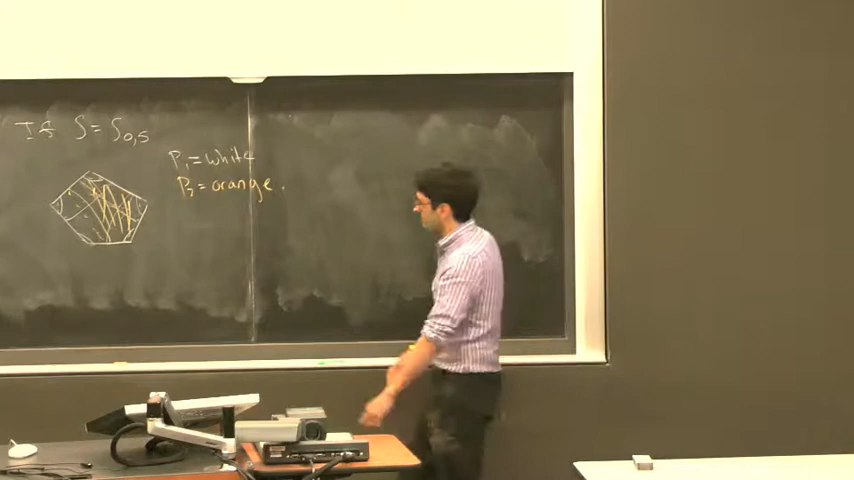 If S = S₀,₅
P₁ = white
P₂ = orange.